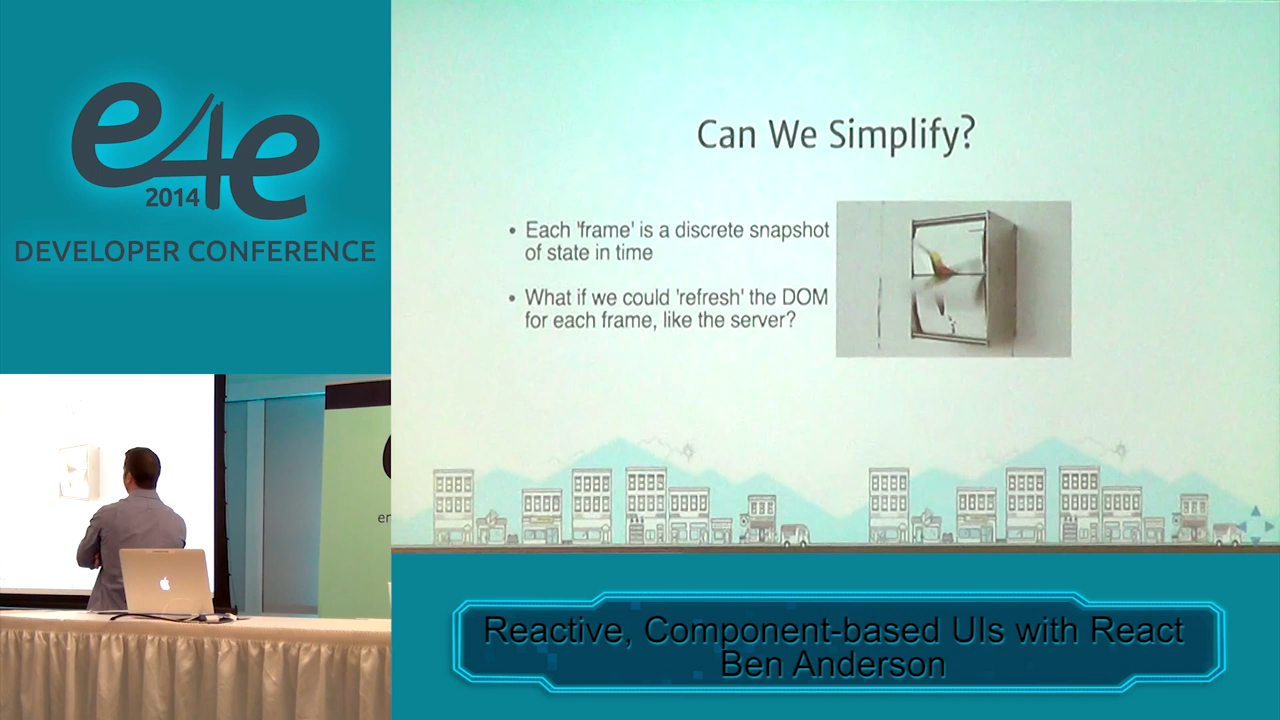 e4e
2014
DEVELOPER CONFERENCE
Can We Simplify?
• Each 'frame' is a discrete snapshot
of state in time
• What if we could 'refresh' the DOM
for each frame, like the server?
er
Reactive, Component-based UIs with React
Ben Anderson